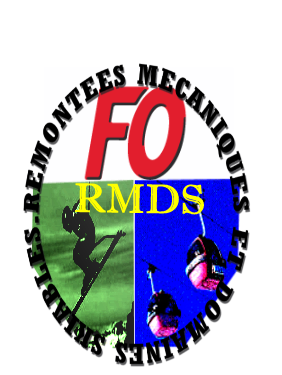 REMONTEES MECANIQUES ET DOMAINES SKIABLES.
FO
RMDS